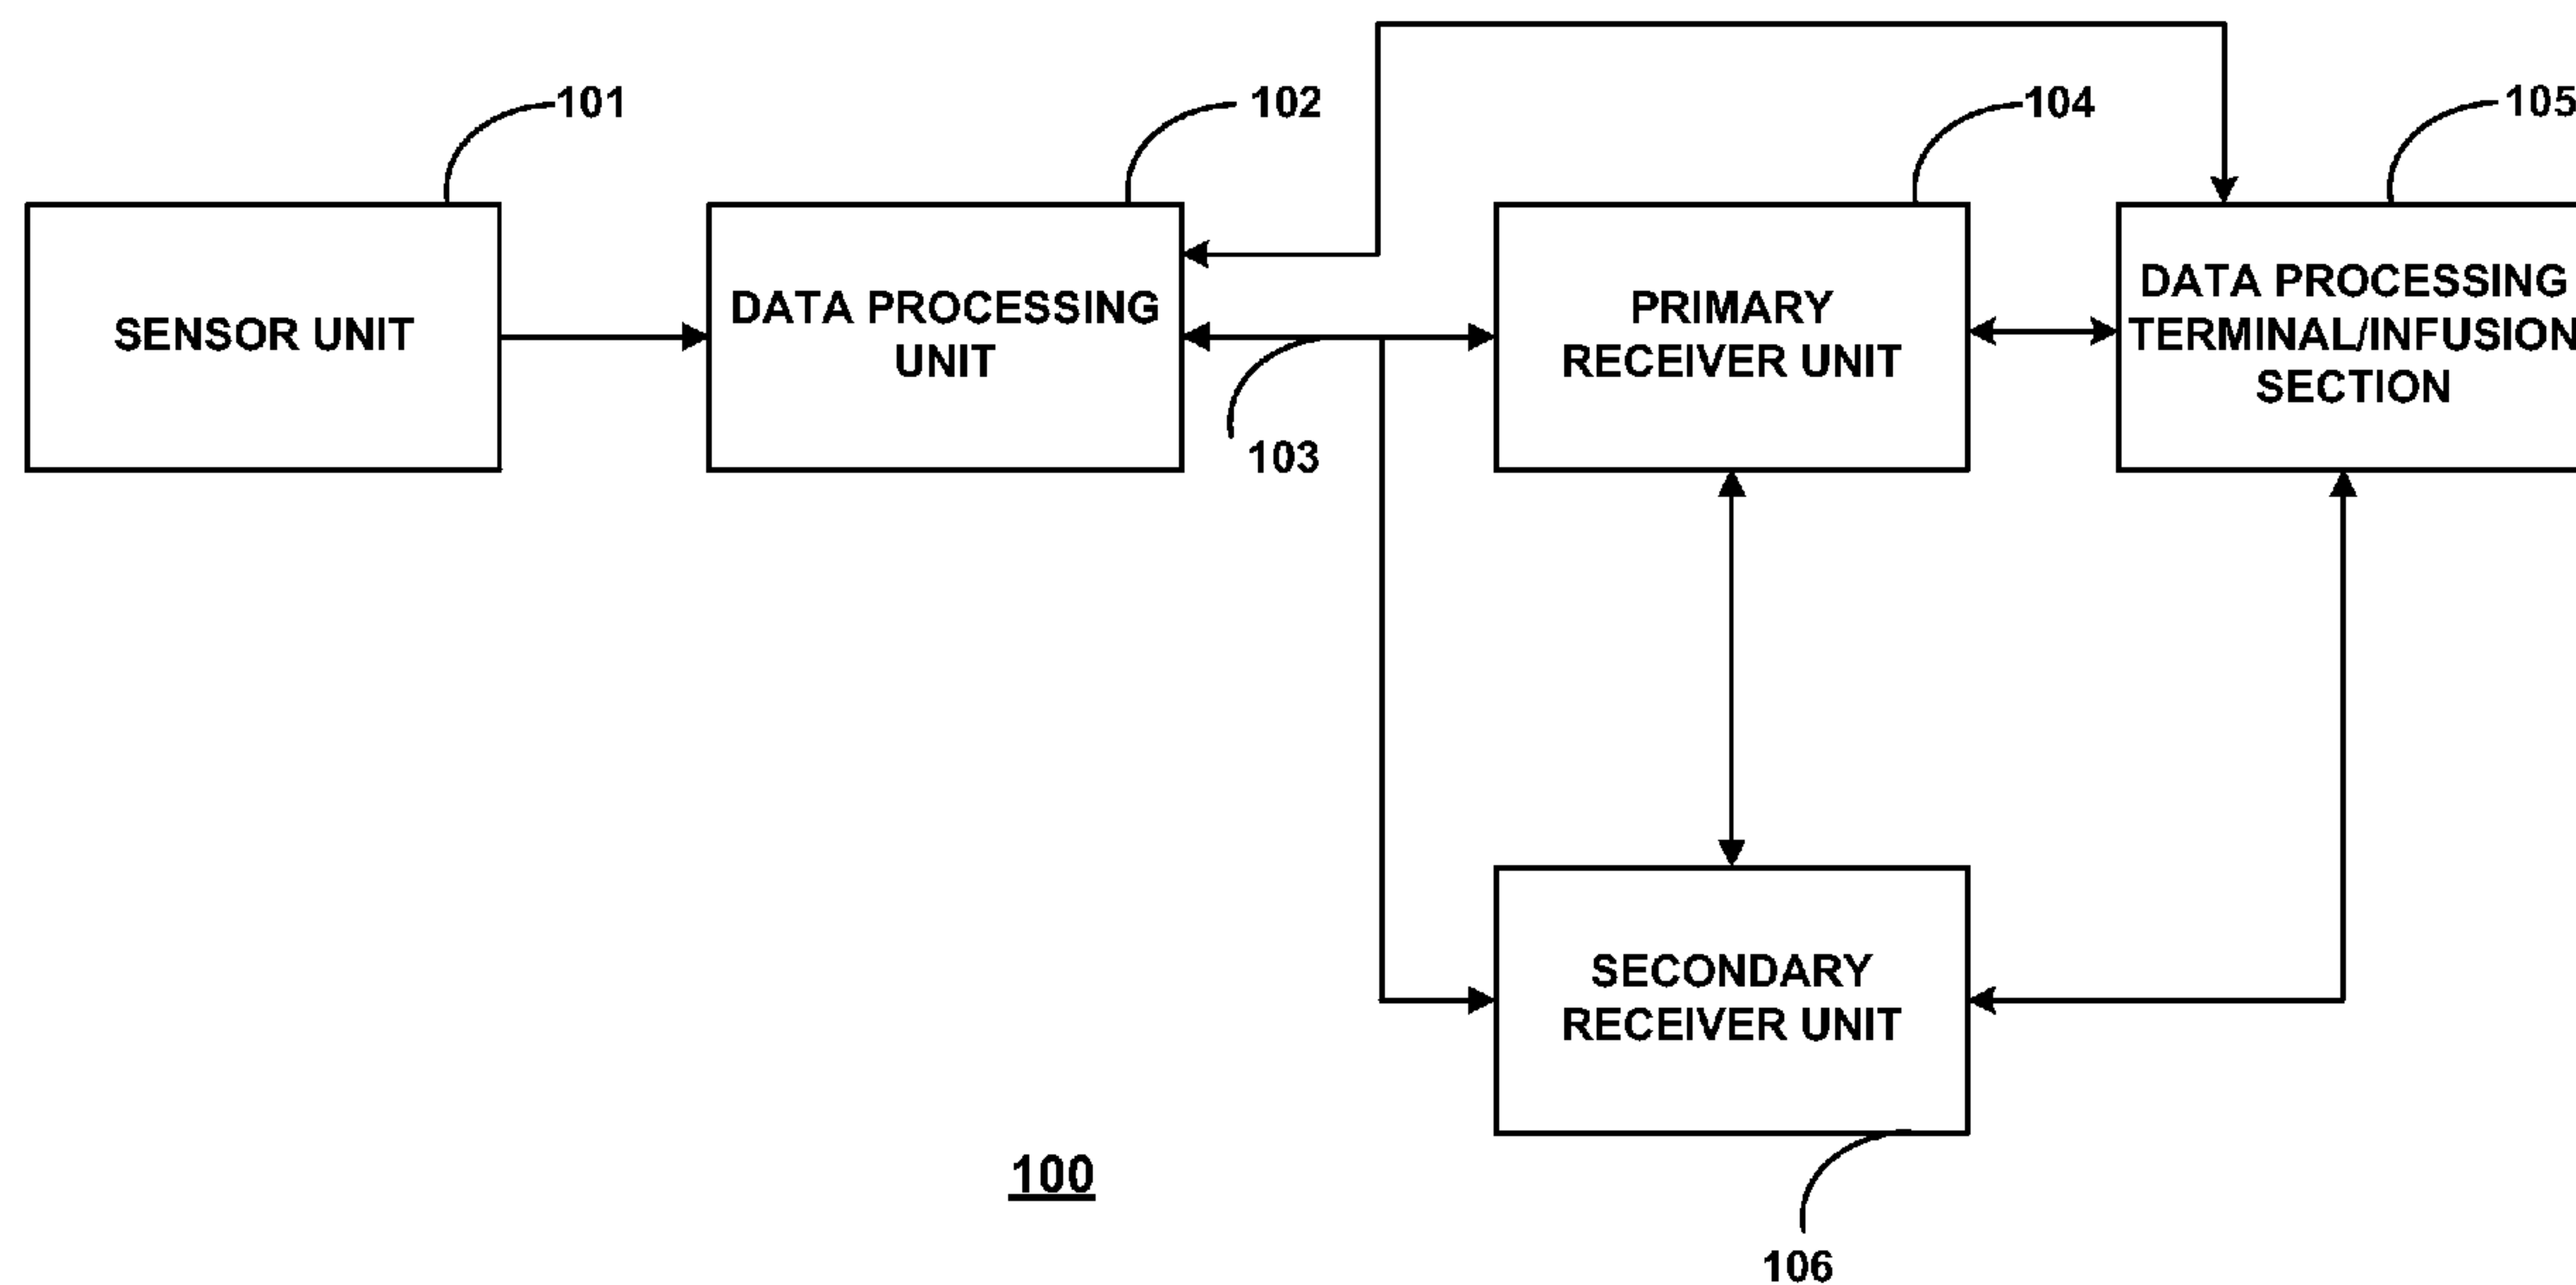 101
102
104
105
SENSOR UNIT
DATA PROCESSING
UNIT
PRIMARY
RECEIVER UNIT
DATA PROCESSING
TERMINAL/INFUSION
SECTION
103
SECONDARY
RECEIVER UNIT
100
106